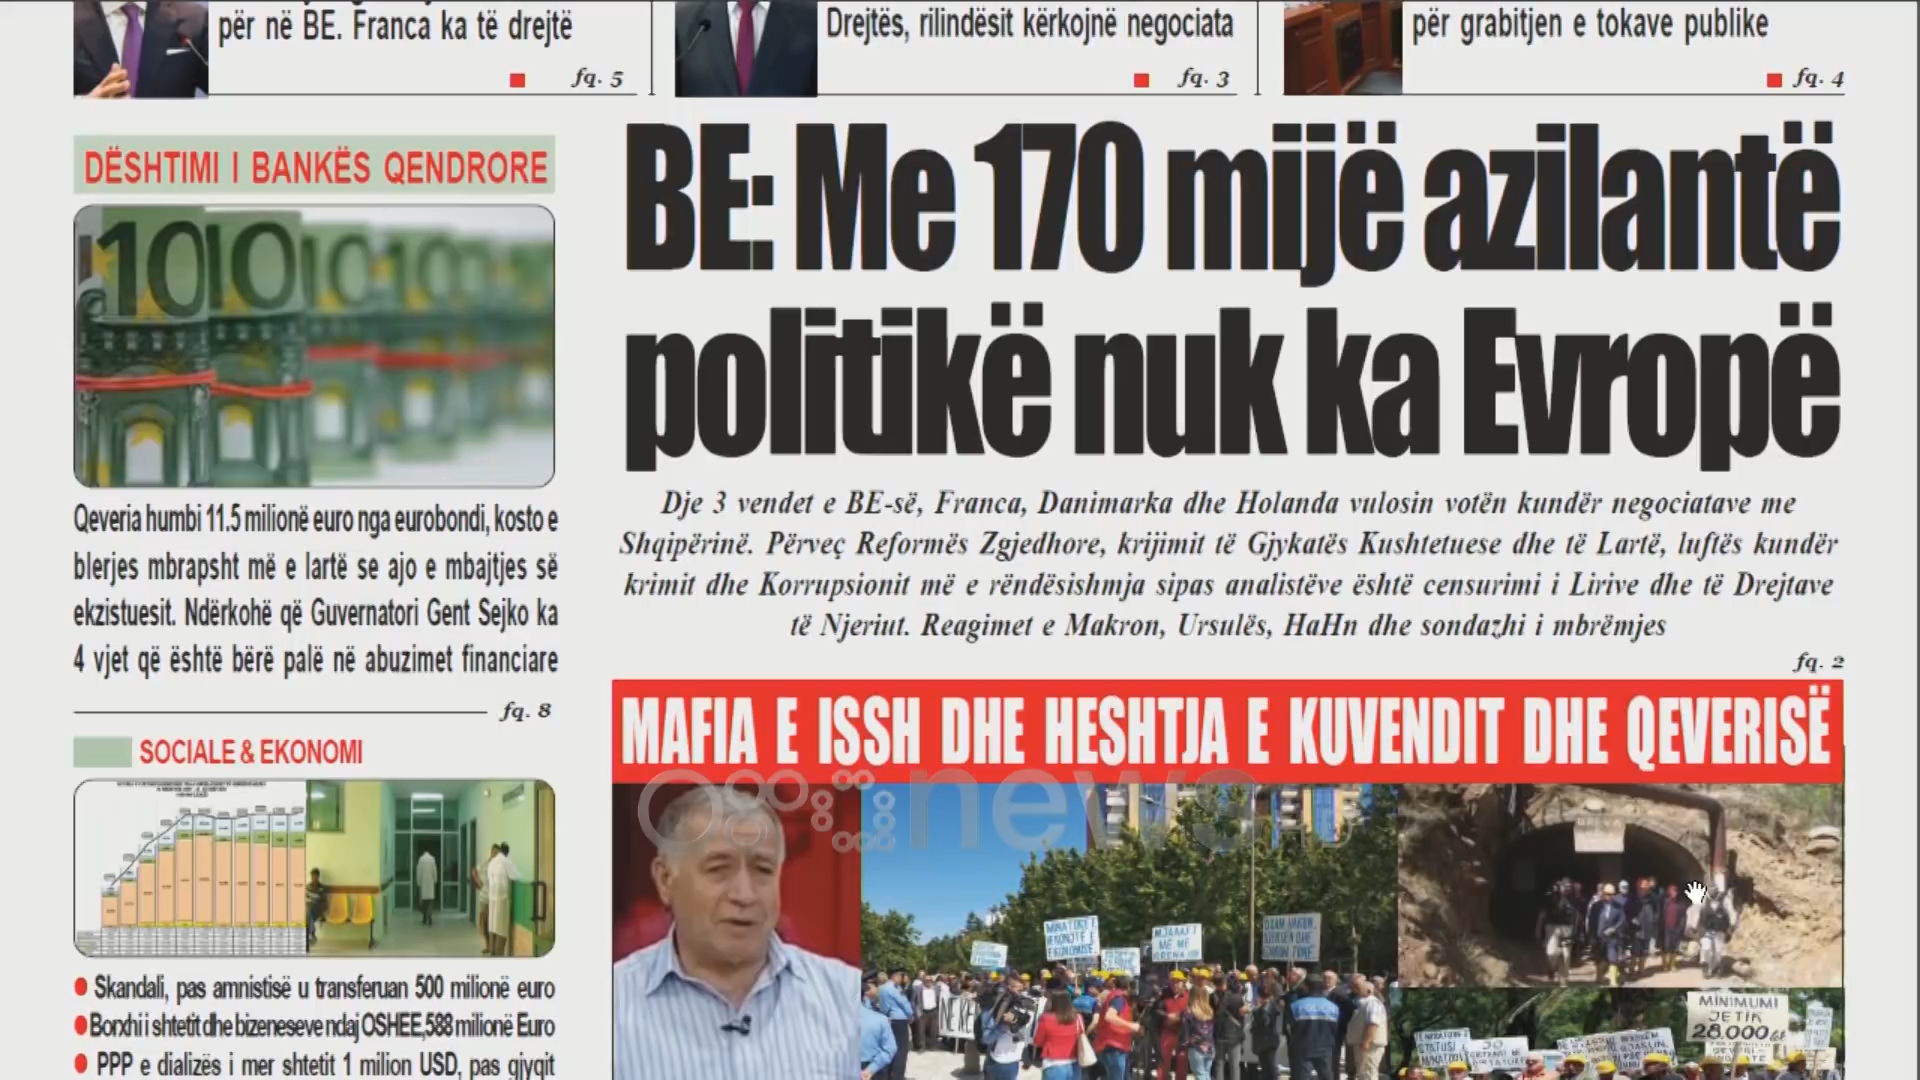 për në BE. Franca ka të drejtë
fq. 5
Drejtës, rilindësit kërkojnë negociata
fq. 3
për grabitjen e tokave publike
fq. 4
DËSHTIMI I BANKËS QENDRORE
100
Qeveria humbi 11.5 milionë euro nga eurobondi, kosto e
blerjes mbrapsht më e lartë se ajo e mbajtjes së
ekzistuesit. Ndërkohë që Guvernatori Gent Sejko ka
4 vjet që është bërë palë në abuzimet financiare
fq. 8
SOCIALE & EKONOMI
Skandali, pas amnistisë u transferuan 500 milionë euro
Borxhi i shtetit dhe bizeneseve ndaj OSHEE,588 milionë Euro
PPP e dializës i mer shtetit 1 milion USD, pas gjyqit
BE: Me 170 mijë azilantë
politikë nuk ka Evropë
Dje 3 vendet e BE-së, Franca, Danimarka dhe Holanda vulosin votën kundër negociatave me
Shqipërinë. Përveç Reformës Zgjedhore, krijimit të Gjykatës Kushtetuese dhe të Lartë, luftës kundër
krimit dhe Korrupsionit më e rëndësishmja sipas analistëve është censurimi i Lirive dhe të Drejtave
të Njeriut. Reagimet e Makron, Ursulës, HaHn dhe sondazhi i mbrëmjes
fq. 2
MAFIA E ISSH DHE HESHTJA E KUVENDIT DHE QEVERISË
news
MINIMUMI
JETIK
28.000